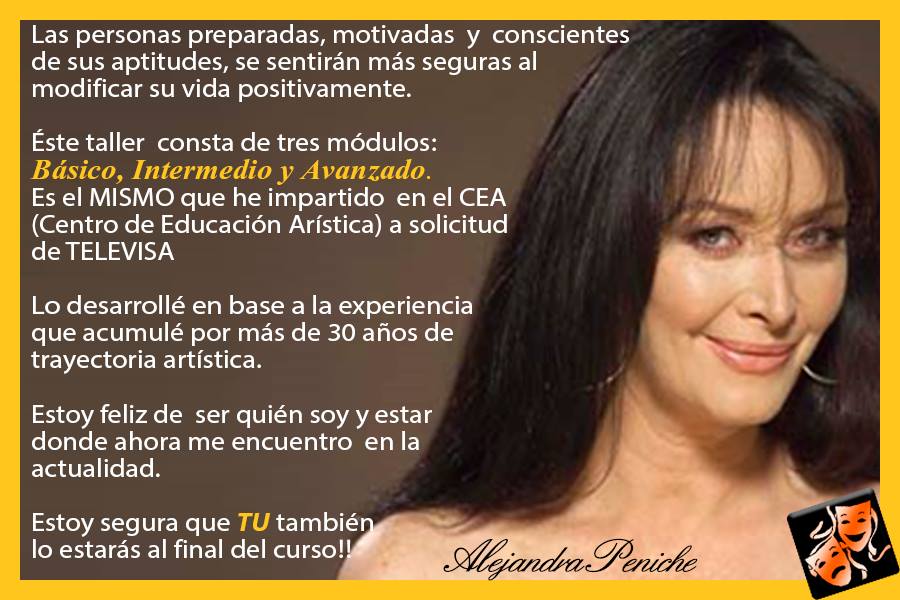 Las personas preparadas, motivadas y conscientes
de sus aptitudes, se sentirán más seguras al
modificar su vida positivamente.
Éste taller consta de tres módulos:
Básico, Intermedio y Avanzado.
Es el MISMO que he impartido en el CEA
(Centro de Educación Arística) a solicitud
de TELEVISA
Lo desarrollé en base a la experiencia
que acumulé por más de 30 años de
trayectoria artística.
Estoy feliz de ser quién soy y estar
donde ahora me encuentro en la
actualidad.
Estoy segura que TU también
lo estarás al final del curso!!
Alejandra Peniche